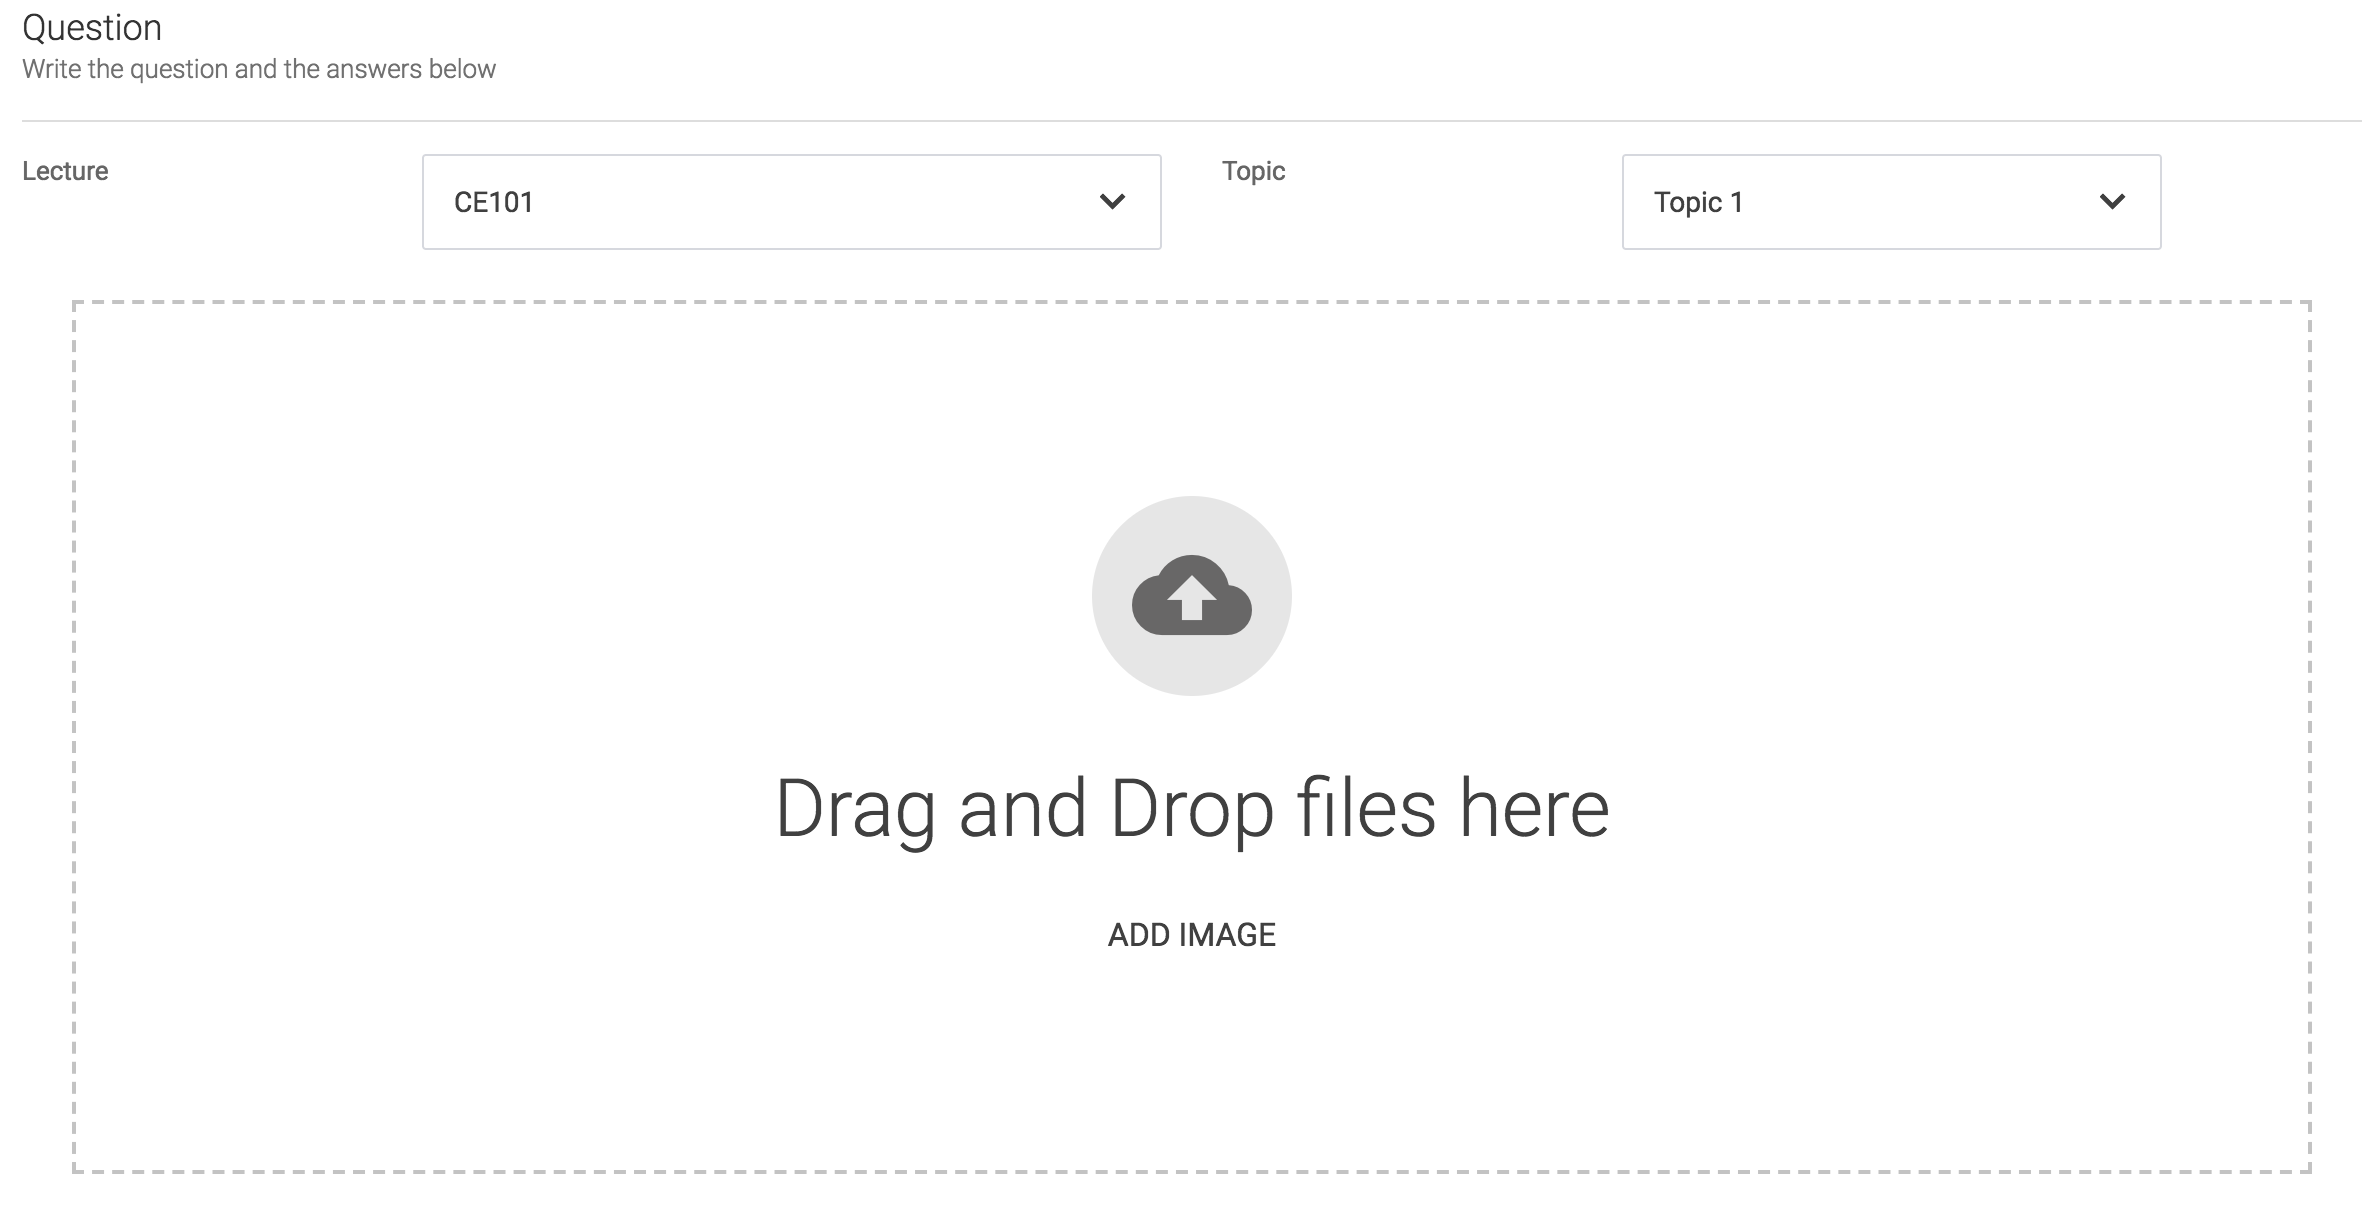 Question
Write the question and the answers below
Lecture
CE101
Topic
Topic 1
Drag and Drop files here
ADD IMAGE